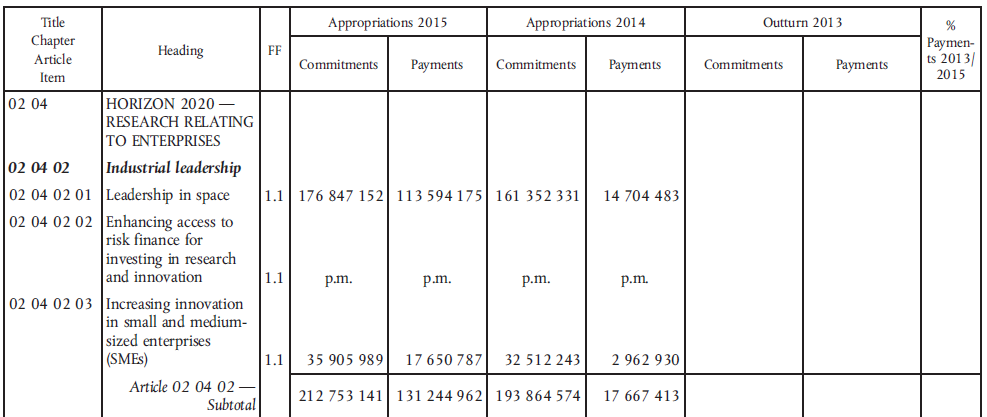 Title
Chapter
Article
Item
Heading
FF
Appropriations 2015
Appropriations 2014
Outturn 2013
%
Paymen-
ts 2013/
2015
Commitments
Payments
Commitments
Payments
Commitments
Payments
02 04
HORIZON 2020 —
RESEARCH RELATING
TO ENTERPRISES
02 04 02
Industrial leadership
02 04 02 01 Leadership in space 1.1 176 847 152 113 594 175 161 352 331 14 704 483
02 04 02 02 Enhancing access to
risk finance for
investing in research
and innovation 1.1 p.m. p.m. p.m. p.m.
02 04 02 03 Increasing innovation
in small and medium-
sized enterprises
(SMEs) 1.1 35 905 989 17 650 787 32 512 243 2 962 930
Article 02 04 02 —
Subtotal 212 753 141 131 244 962 193 864 574 17 667 413